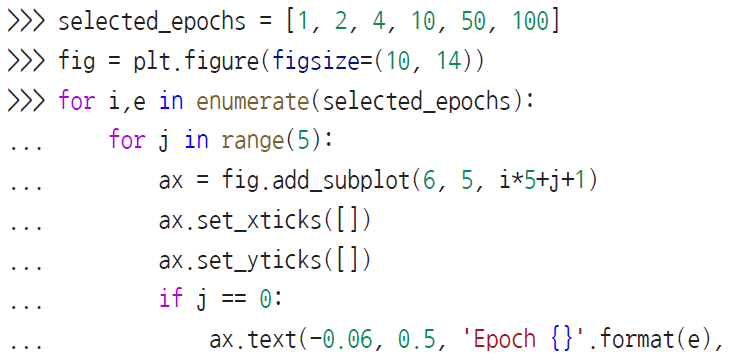 >>> selected_epochs = [1, 2, 4, 10, 50, 100]
>>> fig = plt.figure(figsize=(10, 14))
>>> for i,e in enumerate(selected_epochs):
...     for j in range(5):
...         ax = fig.add_subplot(6, 5, i*5+j+1)
...         ax.set_xticks([])
...         ax.set_yticks([])
...         if j == 0:
...             ax.text(-0.06, 0.5, 'Epoch {}'.format(e),